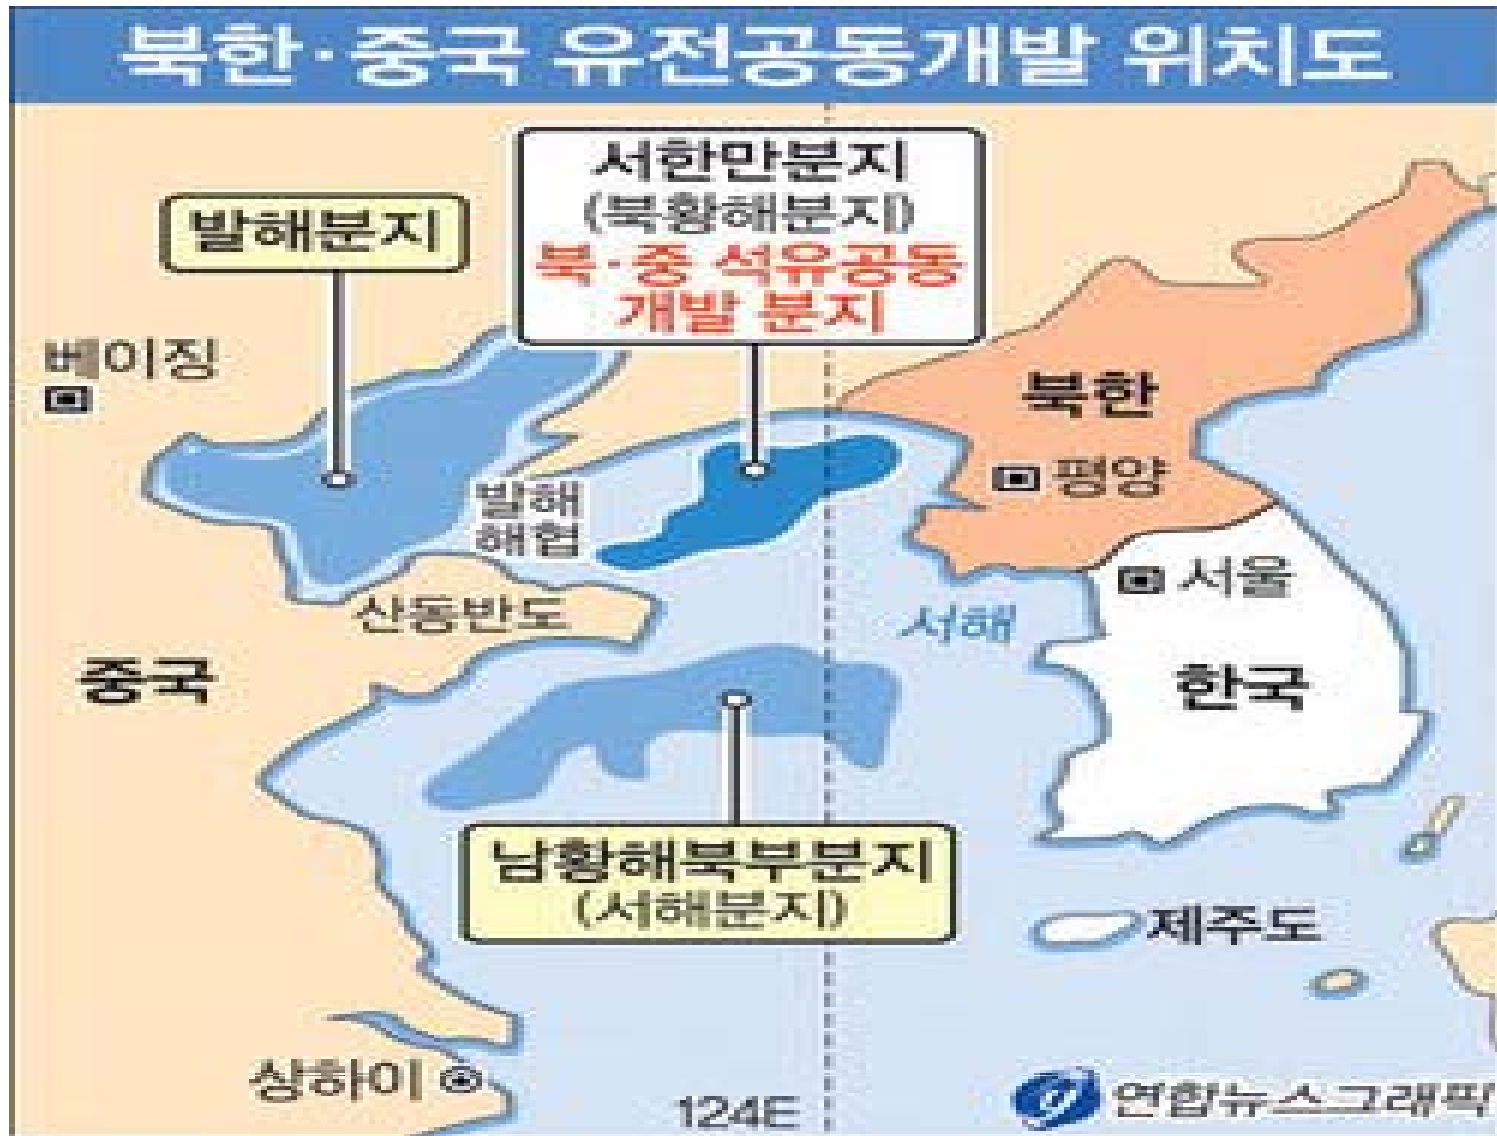 북한·중국 유전공동개발 위치도
서한만분지
(북황해분지)
북·중 석유공동
개발 분지
발해분지
베이징
북한
평양
발해
해협
서울
산동반도
서해
중국
한국
남황해북부분지
(서해분지)
제주도
상하이
124E
연합뉴스그래픽